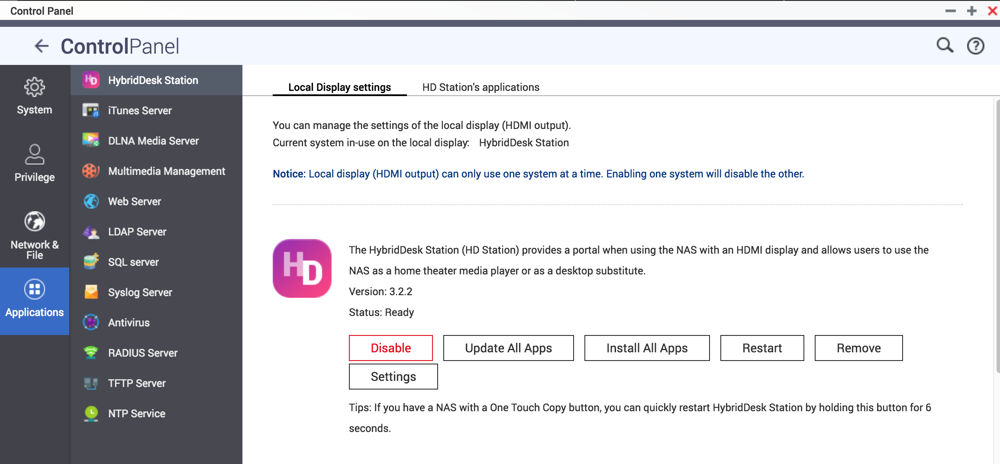 Control Panel
ControlPanel
System
Privilege
Network &
File
Applications
HD HybridDesk Station
iTunes Server
DLNA Media Server
Multimedia Management
Web Server
LDAP Server
SQL server
Syslog Server
Antivirus
RADIUS Server
TFTP Server
NTP Service
Local Display settings HD Station's applications
You can manage the settings of the local display (HDMI output).
Current system in-use on the local display: HybridDesk Station
Notice: Local display (HDMI output) can only use one system at a time. Enabling one system will disable the other.
HD
The HybridDesk Station (HD Station) provides a portal when using the NAS with an HDMI display and allows users to use the
NAS as a home theater media player or as a desktop substitute.
Version: 3.2.2
Status: Ready
Disable Update All Apps Install All Apps Restart Remove
Settings
Tips: If you have a NAS with a One Touch Copy button, you can quickly restart HybridDesk Station by holding this button for 6
seconds.